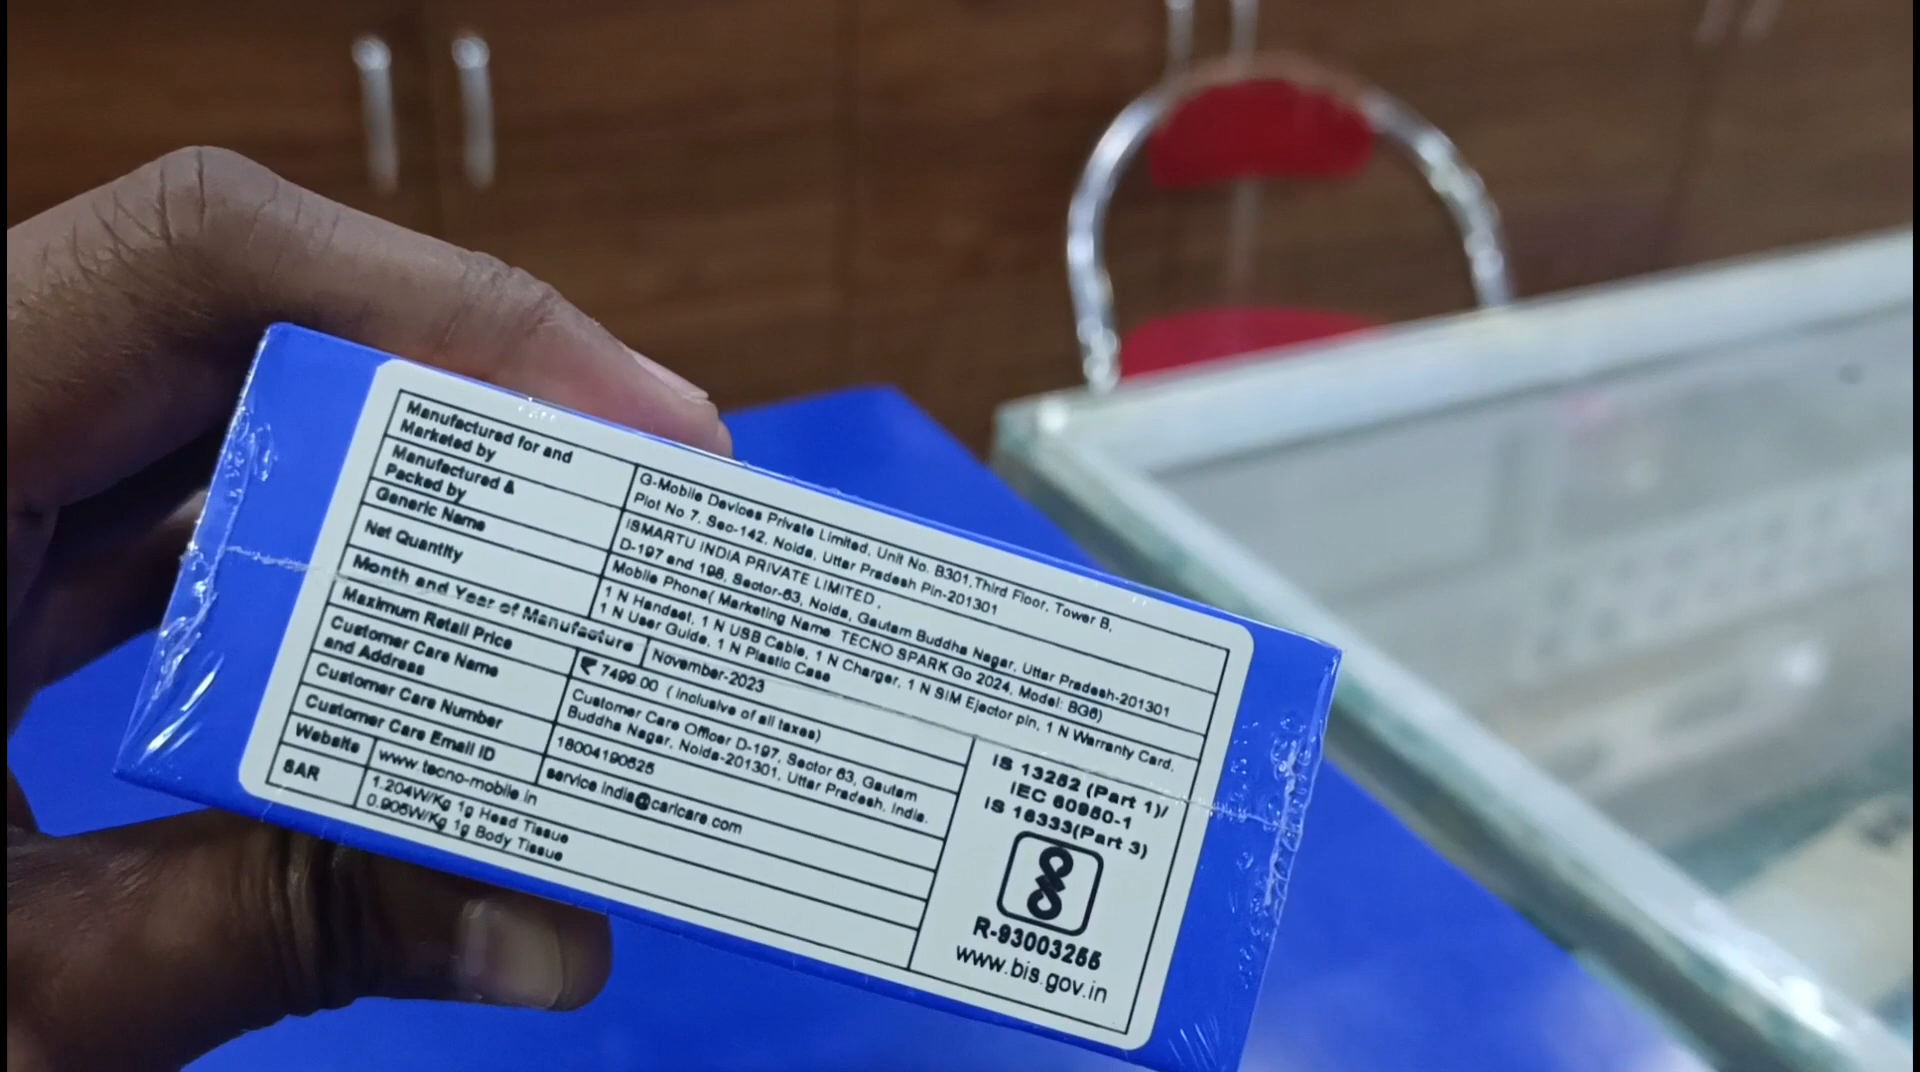 Manufactured for and
Marketed by
G-Mobile Devices Private Limited, Unit No. B301,Third Floor, Tower B,
Plot No 7, Sec-142, Noida, Uttar Pradesh Pin-201301
Manufactured &
Packed by
ISMARTU INDIA PRIVATE LIMITED ,
D-197 and 198, Sector-63, Noida, Gautam Buddha Nagar, Uttar Pradesh-201301
Generic Name
Mobile Phone( Marketing Name TECNO SPARK Go 2024, Model: BG6)
Net Quantity
1 N Handset, 1 N USB Cable, 1 N Charger, 1 N SIM Ejector pin, 1 N Warranty Card,
1 N User Guide, 1 N Plastic Case
Month and Year of Manufacture
November-2023
Maximum Retail Price
₹ 7499.00 ( inclusive of all taxes)
Customer Care Name
and Address
Customer Care Officer D-197, Sector 63, Gautam
Buddha Nagar, Noida-201301, Uttar Pradesh, India.
Customer Care Number
18004190525
Customer Care Email ID
service.india@carlcare.com
Website
www.tecno-mobile.in
SAR
1.204W/Kg 1g Head Tissue
0.905W/Kg 1g Body Tissue
IS 13252 (Part 1)/
IEC 60950-1
IS 16333(Part 3)
R-93003255
www.bis.gov.in